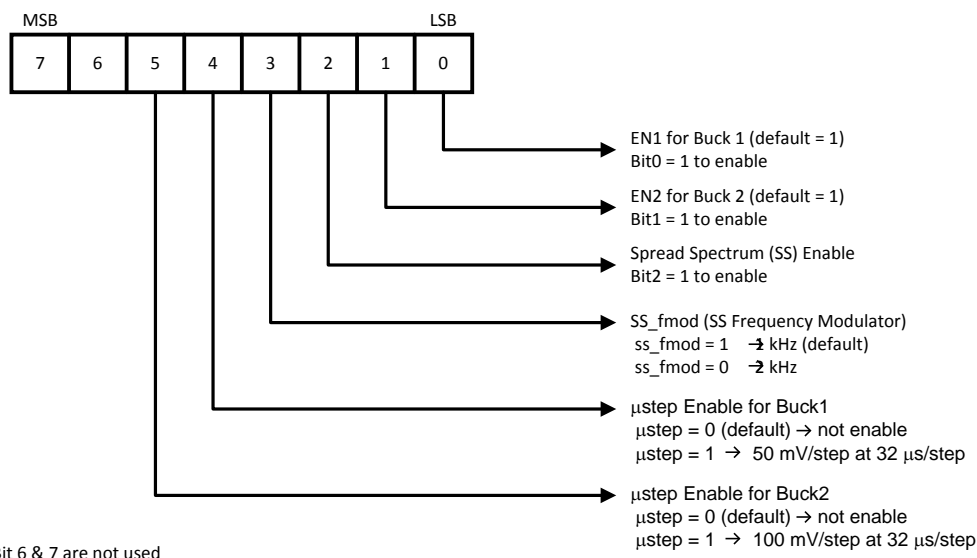 MSB LSB
7 6 5 4 3 2 1 0
EN1 for Buck 1 (default = 1)
Bit0 = 1 to enable
EN2 for Buck 2 (default = 1)
Bit1 = 1 to enable
Spread Spectrum (SS) Enable
Bit2 = 1 to enable
SS_fmod (SS Frequency Modulator)
ss_fmod = 1 → 1 kHz (default)
ss_fmod = 0 → 2 kHz
μstep Enable for Buck1
μstep = 0 (default) → not enable
μstep = 1 → 50 mV/step at 32 μs/step
μstep Enable for Buck2
μstep = 0 (default) → not enable
μstep = 1 → 100 mV/step at 32 μs/step
it 6 & 7 are not used